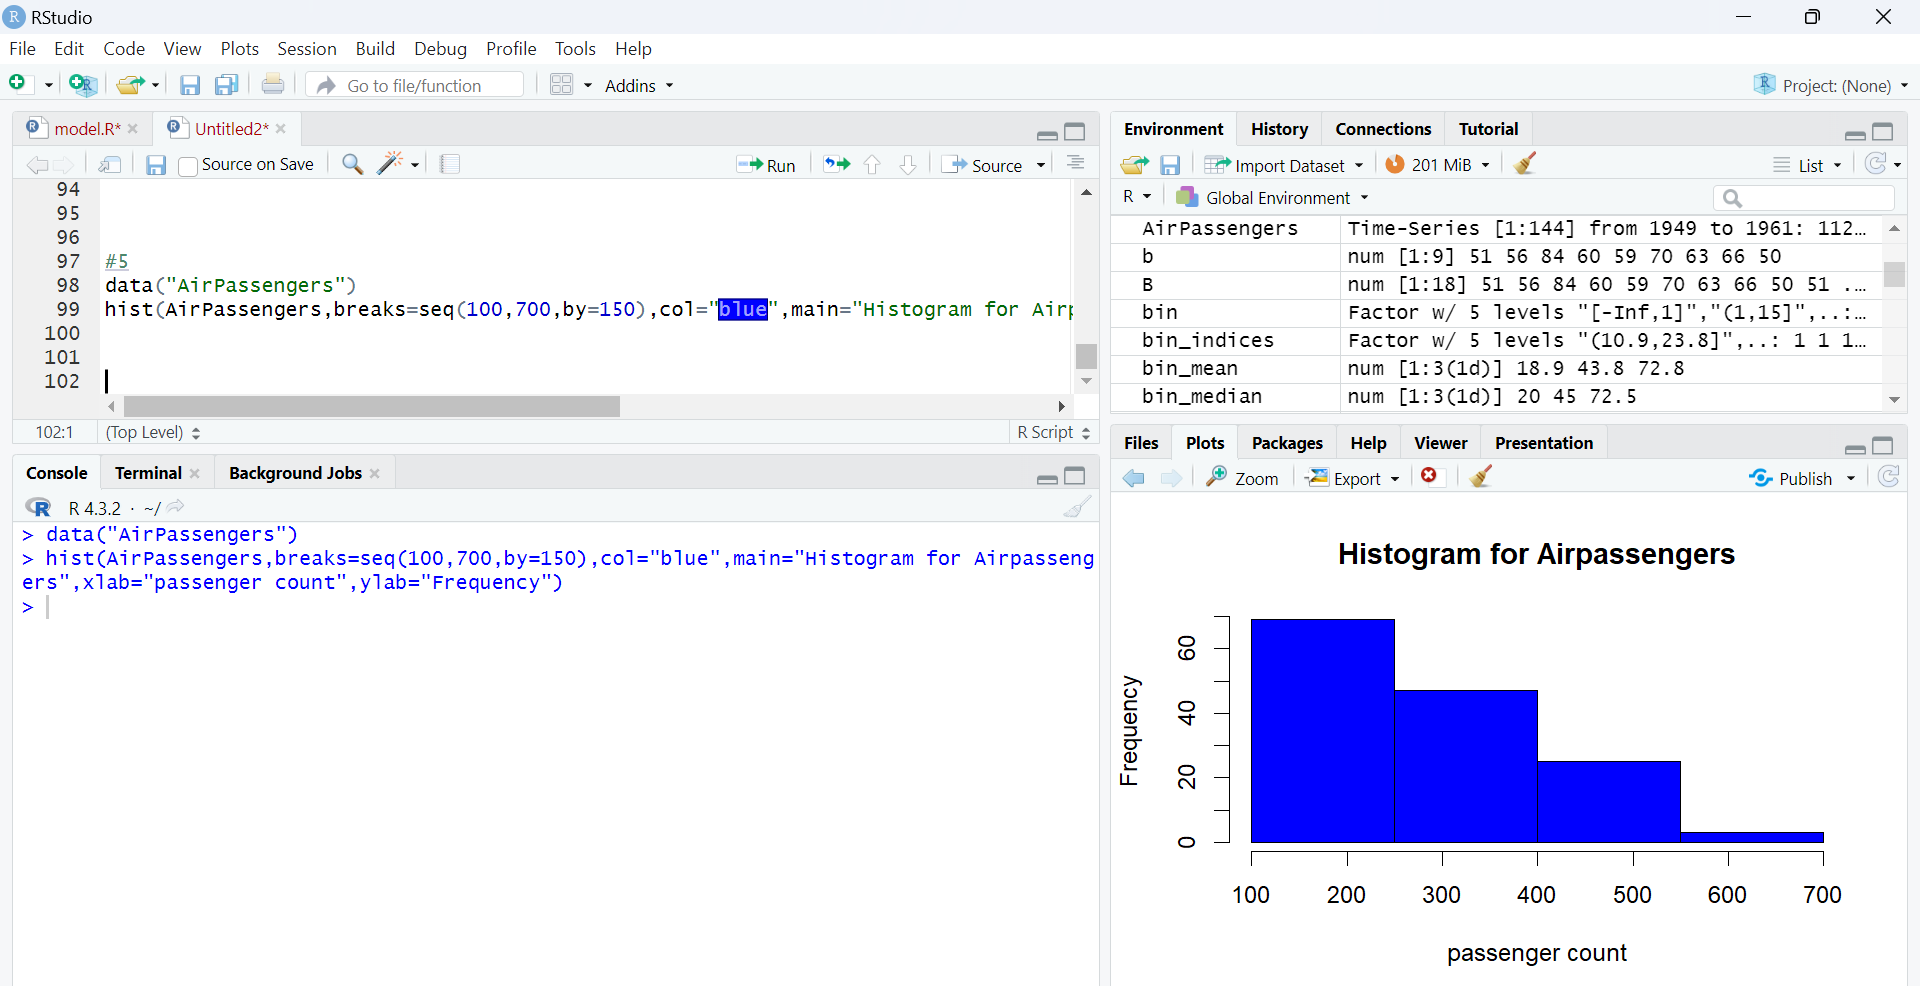 RStudio
File Edit Code View Plots Session Build Debug Profile Tools Help
Go to file/function Addins Project: (None)
model.R* Untitled2*
Source on Save Run Source
94
95
96
97 #5
98 data("AirPassengers")
99 hist(AirPassengers,breaks=seq(100,700,by=150),col="blue",main="Histogram for Airp
100
101
102
102:1 (Top Level) R Script
Console Terminal Background Jobs
R 4.3.2 · ~/
> data("AirPassengers")
> hist(AirPassengers,breaks=seq(100,700,by=150),col="blue",main="Histogram for Airpasseng
ers",xlab="passenger count",ylab="Frequency")
>
Environment History Connections Tutorial
Import Dataset 201 MiB List
R Global Environment
AirPassengers Time-Series [1:144] from 1949 to 1961: 112…
b num [1:9] 51 56 84 60 59 70 63 66 50
B num [1:18] 51 56 84 60 59 70 63 66 50 51 .…
bin Factor w/ 5 levels "[-Inf,1]","(1,15]",..:…
bin_indices Factor w/ 5 levels "(10.9,23.8]",..: 1 1 1…
bin_mean num [1:3(1d)] 18.9 43.8 72.8
bin_median num [1:3(1d)] 20 45 72.5
Files Plots Packages Help Viewer Presentation
Zoom Export Publish
Histogram for Airpassengers
Frequency
60
40
20
0
100 200 300 400 500 600 700
passenger count